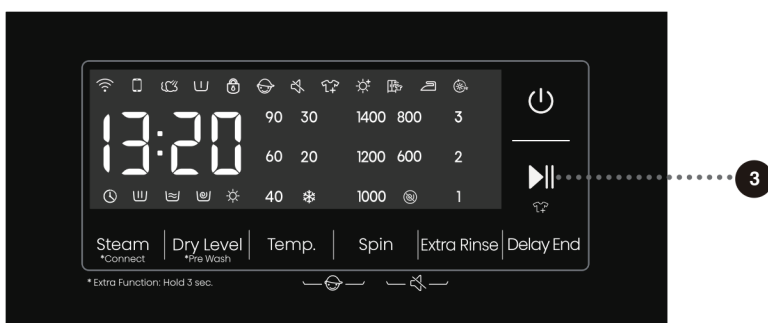 13:20
90 30 1400 800 3
60 20 1200 600 2
40 1000 1
3
Steam Dry Level Temp. Spin Extra Rinse Delay End
*Connect *Pre Wash
* Extra Function: Hold 3 sec.